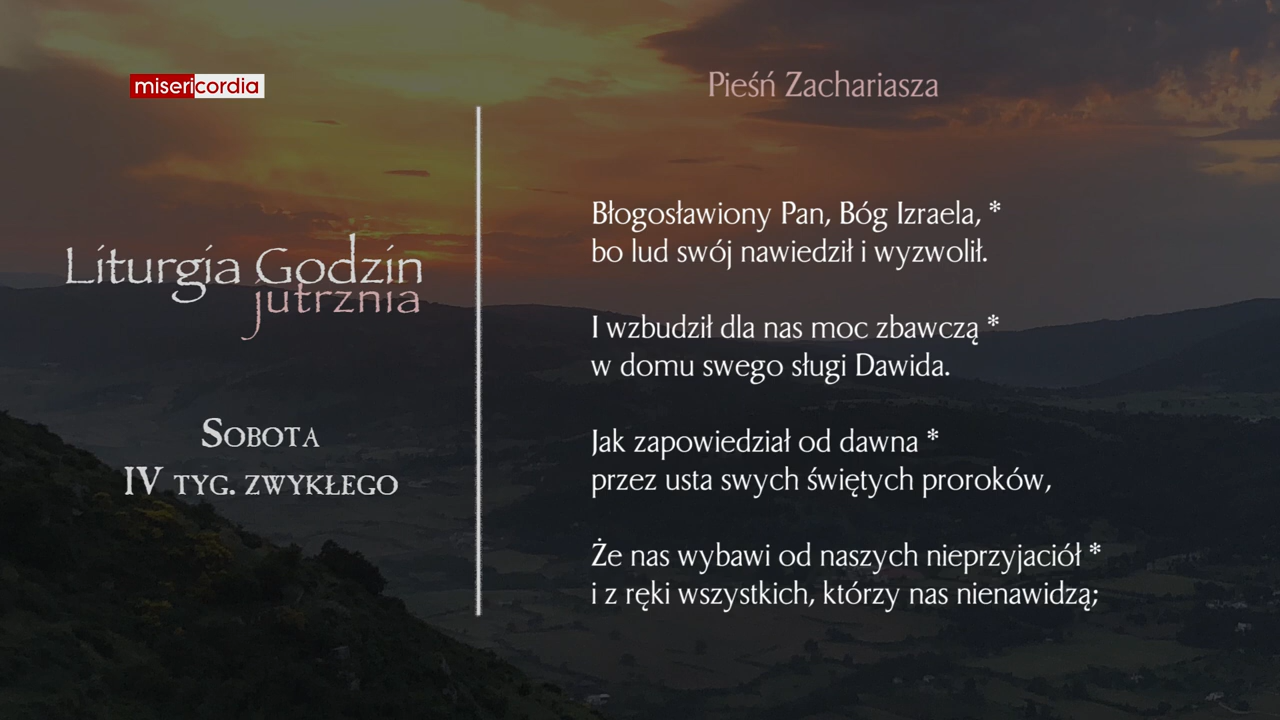 misericordia
Liturgia Godzin
jutrznia
Sobota
IV tyg. zwykłego
Pieśń Zachariasza
Błogosławiony Pan, Bóg Izraela, *
bo lud swój nawiedził i wyzwolił.
I wzbudził dla nas moc zbawczą *
w domu swego sługi Dawida.
Jak zapowiedział od dawna *
przez usta swych świętych proroków,
Że nas wybawi od naszych nieprzyjaciół *
i z ręki wszystkich, którzy nas nienawidzą;